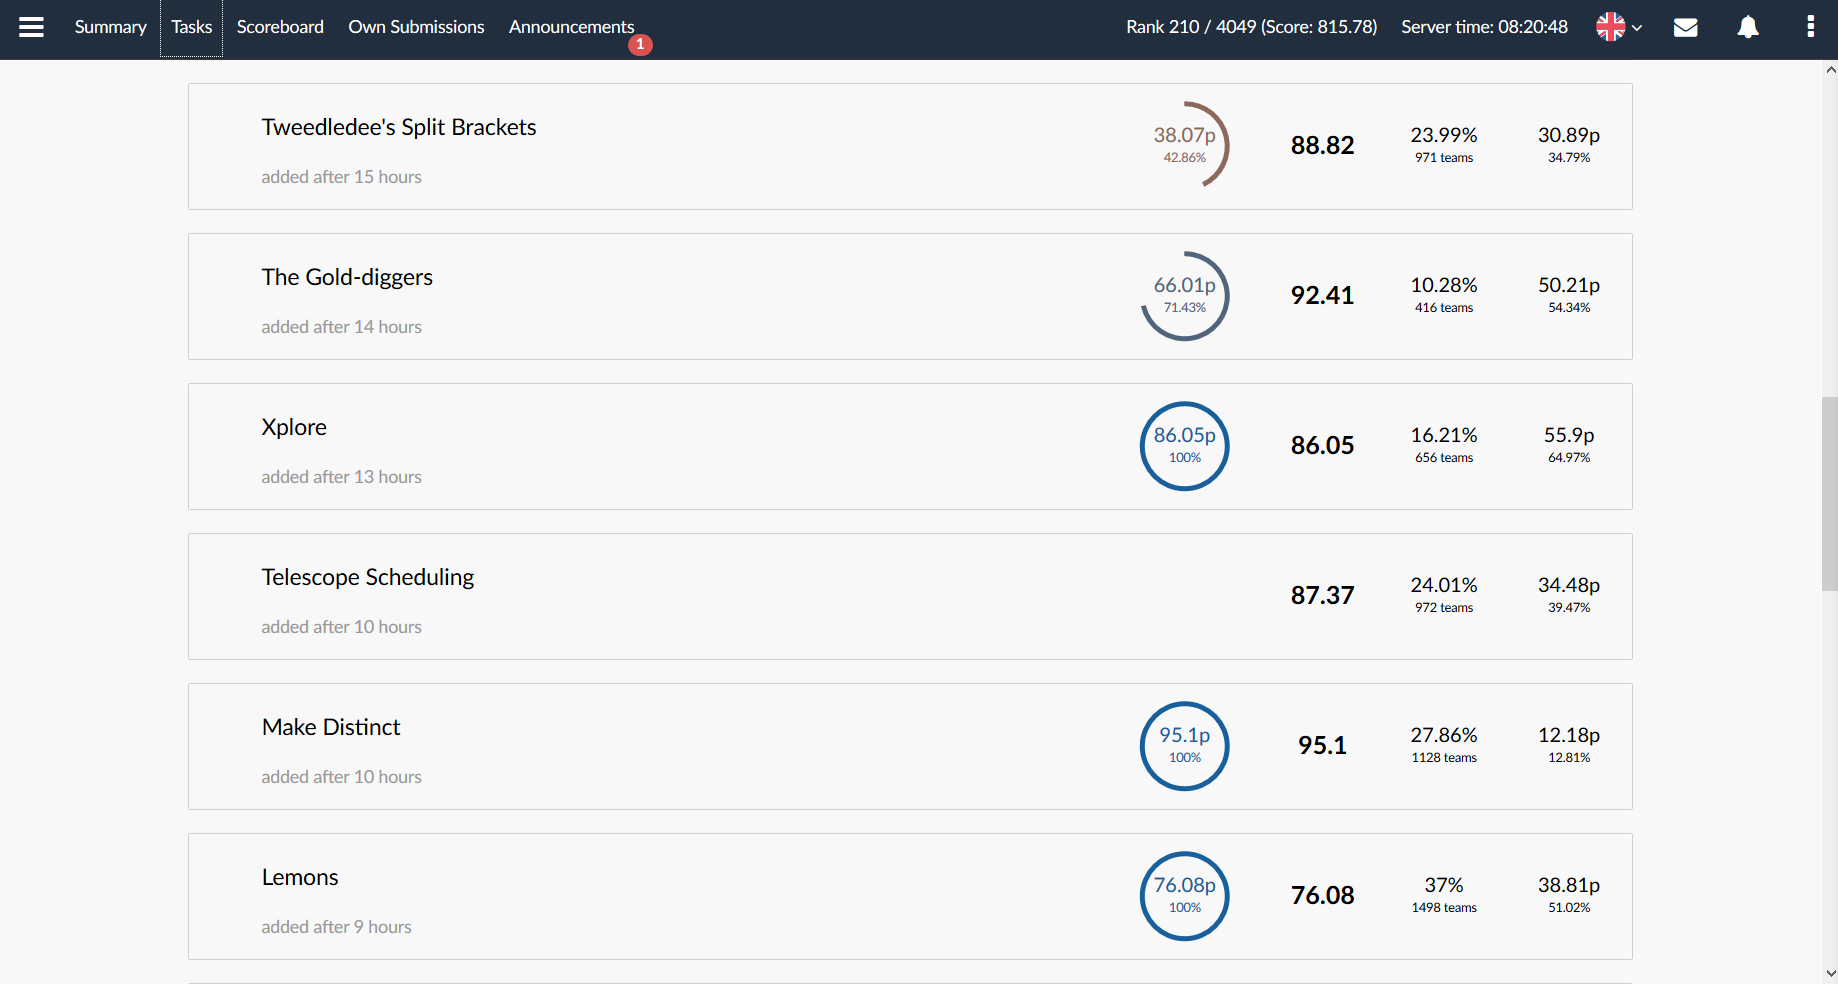 Summary Tasks Scoreboard Own Submissions Announcements 1 Rank 210 / 4049 (Score: 815.78) Server time: 08:20:48
Tweedledee's Split Brackets
added after 15 hours
38.07p
42.86%
88.82
23.99%
971 teams
30.89p
34.79%
The Gold-diggers
added after 14 hours
66.01p
71.43%
92.41
10.28%
416 teams
50.21p
54.34%
Xplore
added after 13 hours
86.05p
100%
86.05
16.21%
656 teams
55.9p
64.97%
Telescope Scheduling
added after 10 hours
87.37
24.01%
972 teams
34.48p
39.47%
Make Distinct
added after 10 hours
95.1p
100%
95.1
27.86%
1128 teams
12.18p
12.81%
Lemons
added after 9 hours
76.08p
100%
76.08
37%
1498 teams
38.81p
51.02%